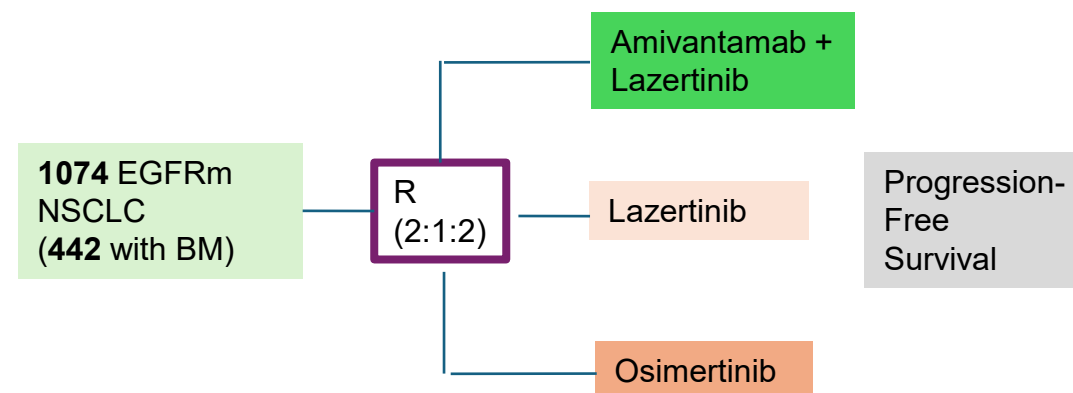 1074 EGFRm
NSCLC
(442 with BM)
R
(2:1:2)
Amivantamab +
Lazertinib
Lazertinib
Osimertinib
Progression-
Free
Survival